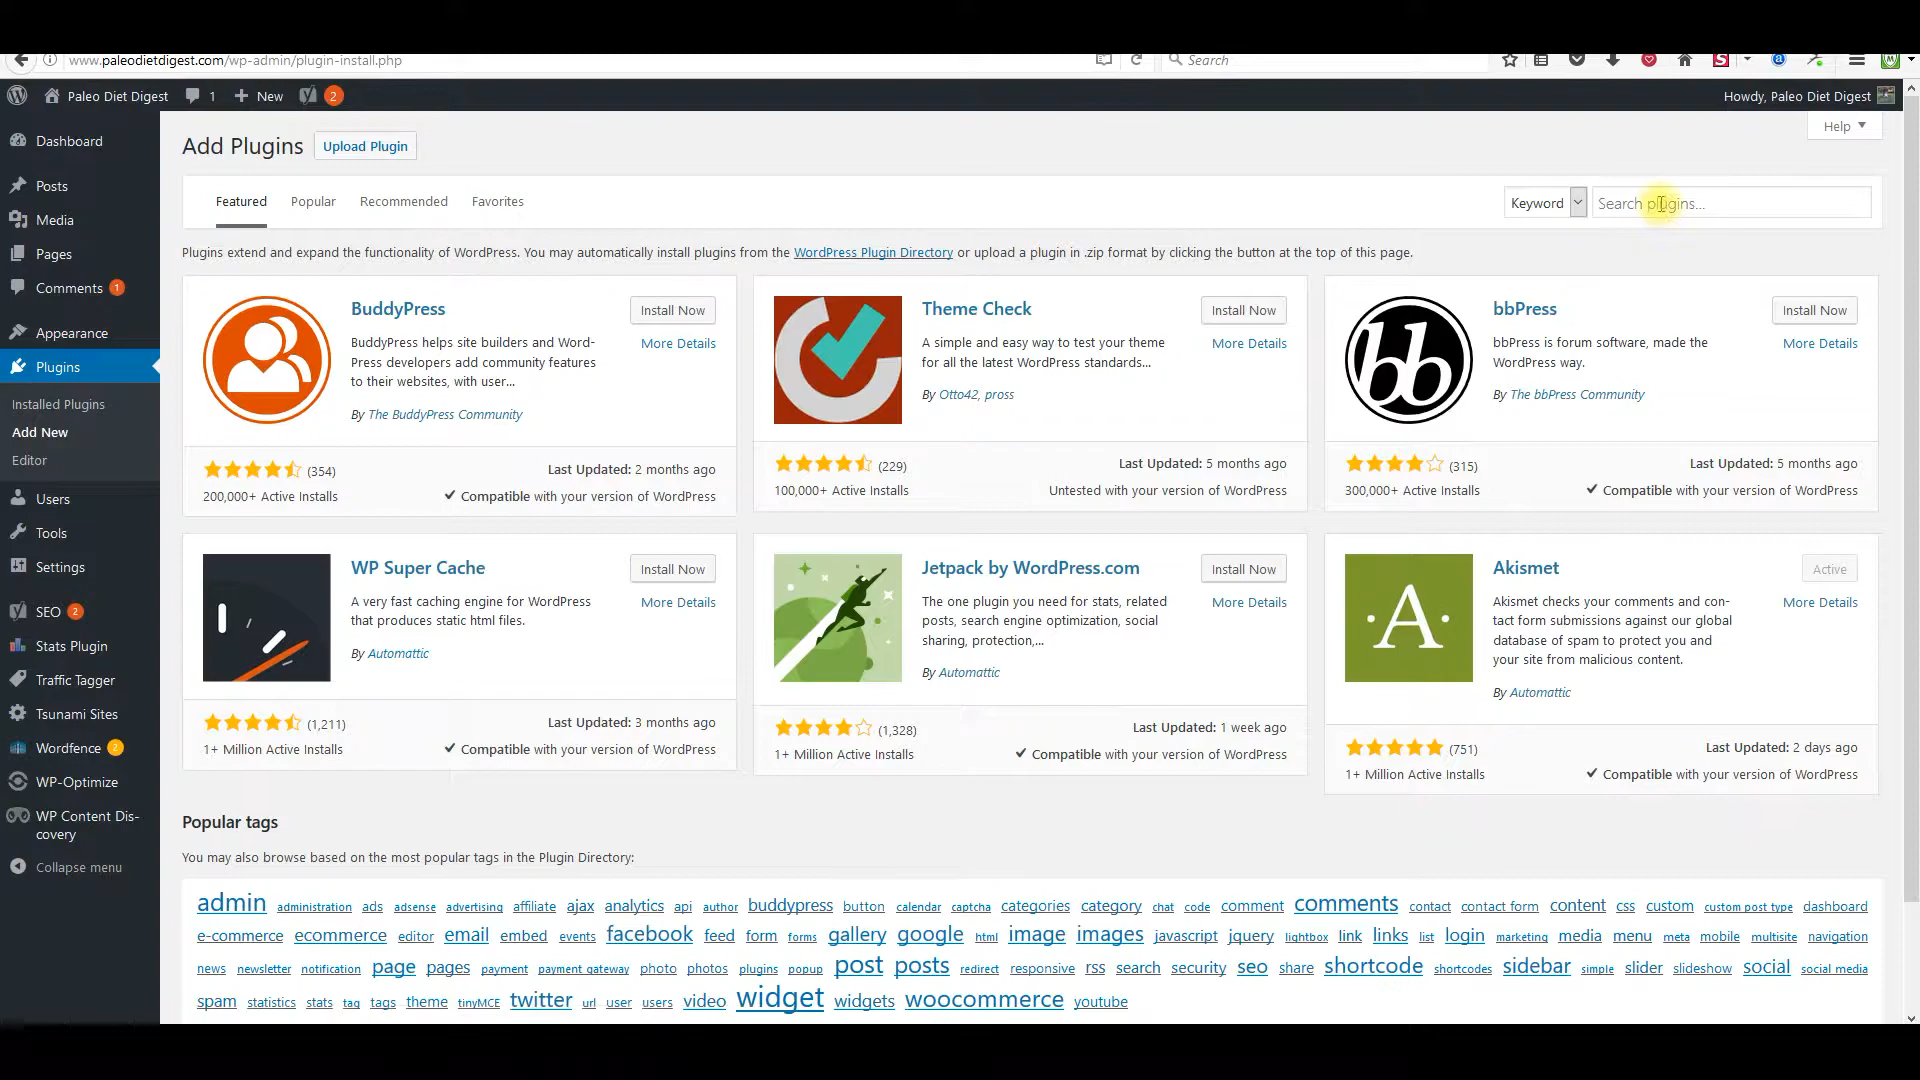 www.paleodietdigest.com/wp-admin/plugin-install.php
Search
Paleo Diet Digest
1
New
2
Howdy, Paleo Diet Digest
Dashboard
Posts
Media
Pages
Comments 1
Appearance
Plugins
Installed Plugins
Add New
Editor
Users
Tools
Settings
SEO 2
Stats Plugin
Traffic Tagger
Tsunami Sites
Wordfence 2
WP-Optimize
WP Content Dis-
covery
Collapse menu
Help
Add Plugins
Upload Plugin
Featured Popular Recommended Favorites
Keyword
Search plugins...
Plugins extend and expand the functionality of WordPress. You may automatically install plugins from the WordPress Plugin Directory or upload a plugin in .zip format by clicking the button at the top of this page.
BuddyPress
Install Now
More Details
BuddyPress helps site builders and Word-
Press developers add community features
to their websites, with user...
By The BuddyPress Community
(354)
Last Updated: 2 months ago
200,000+ Active Installs
Compatible with your version of WordPress
Theme Check
Install Now
More Details
A simple and easy way to test your theme
for all the latest WordPress standards...
By Otto42, pross
(229)
Last Updated: 5 months ago
100,000+ Active Installs
Untested with your version of WordPress
bb
bbPress
Install Now
More Details
bbPress is forum software, made the
WordPress way.
By The bbPress Community
(315)
Last Updated: 5 months ago
300,000+ Active Installs
Compatible with your version of WordPress
WP Super Cache
Install Now
More Details
A very fast caching engine for WordPress
that produces static html files.
By Automattic
(1,211)
Last Updated: 3 months ago
1+ Million Active Installs
Compatible with your version of WordPress
Jetpack by WordPress.com
Install Now
More Details
The one plugin you need for stats, related
posts, search engine optimization, social
sharing, protection,...
By Automattic
(1,328)
Last Updated: 1 week ago
1+ Million Active Installs
Compatible with your version of WordPress
·A·
Akismet
Active
More Details
Akismet checks your comments and con-
tact form submissions against our global
database of spam to protect you and
your site from malicious content.
By Automattic
(751)
Last Updated: 2 days ago
1+ Million Active Installs
Compatible with your version of WordPress
Popular tags
You may also browse based on the most popular tags in the Plugin Directory:
admin administration ads adsense advertising affiliate ajax analytics api author buddypress button calendar captcha categories category chat code comment comments contact contact form content css custom custom post type dashboard
e-commerce ecommerce editor email embed events facebook feed form forms gallery google html image images javascript jquery lightbox link links list login marketing media menu meta mobile multisite navigation
news newsletter notification page pages payment payment gateway photo photos plugins popup post posts redirect responsive rss search security seo share shortcode shortcodes sidebar simple slider slideshow social social media
spam statistics stats tag tags theme tinyMCE twitter url user users video widget widgets woocommerce youtube